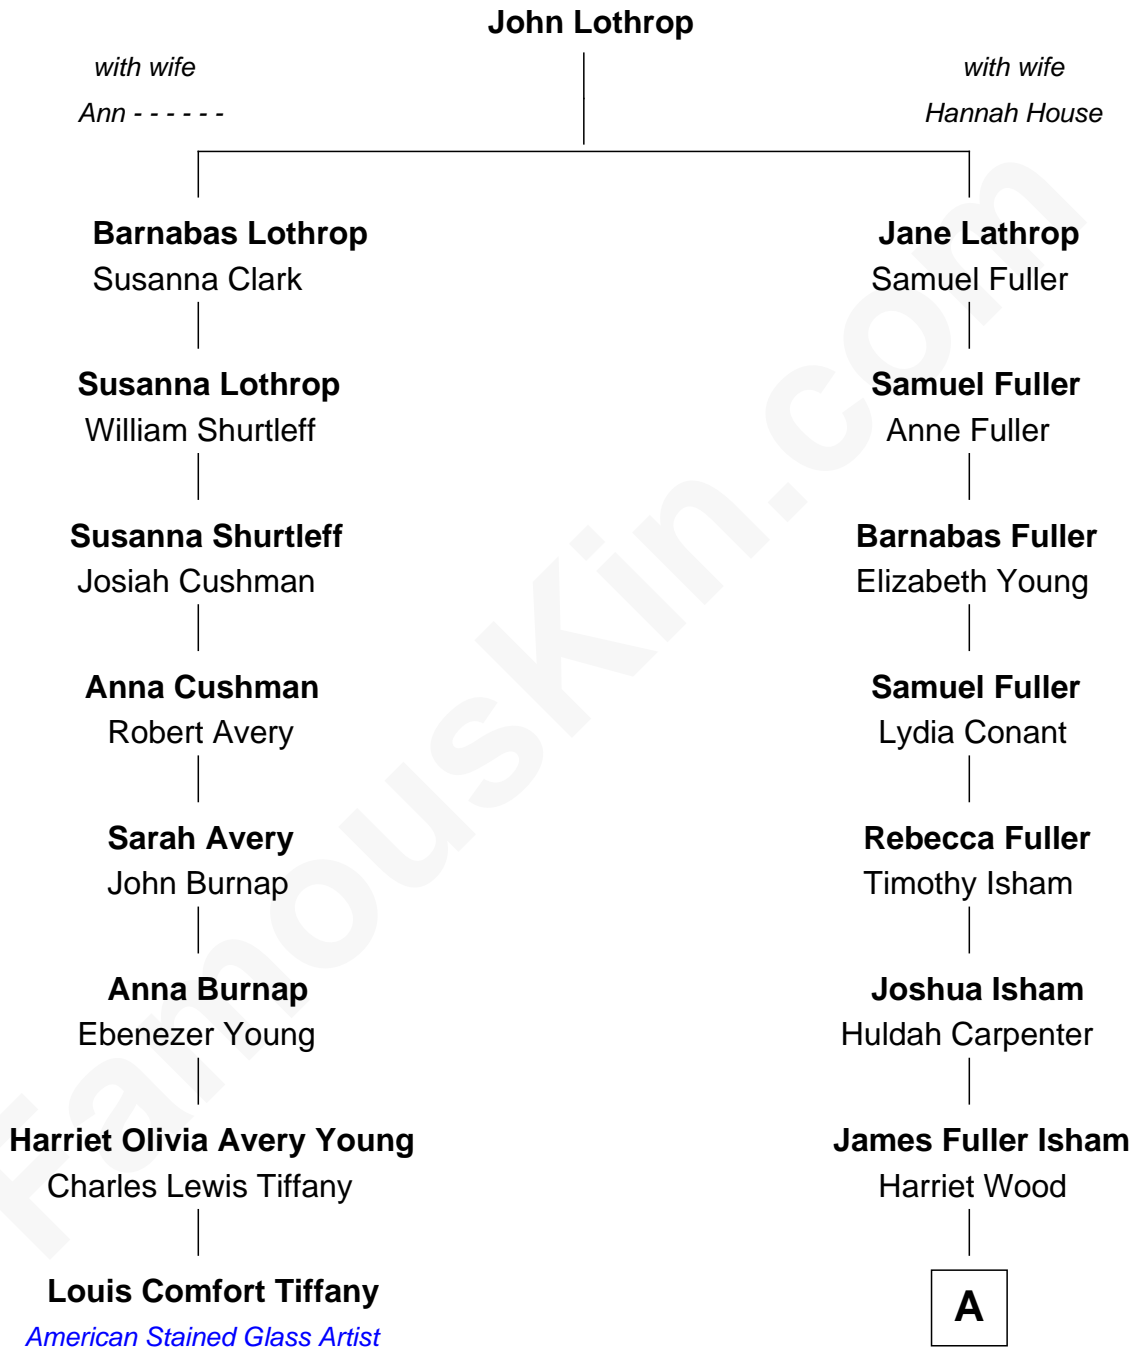 John Lothrop
with wife
Ann - - - - - -
with wife
Hannah House
Barnabas Lothrop
Susanna Clark
Jane Lathrop
Samuel Fuller
Susanna Lothrop
William Shurtleff
Samuel Fuller
Anne Fuller
Susanna Shurtleff
Josiah Cushman
Barnabas Fuller
Elizabeth Young
Anna Cushman
Robert Avery
Samuel Fuller
Lydia Conant
Sarah Avery
John Burnap
Rebecca Fuller
Timothy Isham
Anna Burnap
Ebenezer Young
Joshua Isham
Huldah Carpenter
Harriet Olivia Avery Young
Charles Lewis Tiffany
James Fuller Isham
Harriet Wood
Louis Comfort Tiffany
American Stained Glass Artist
A
FamousKin.com